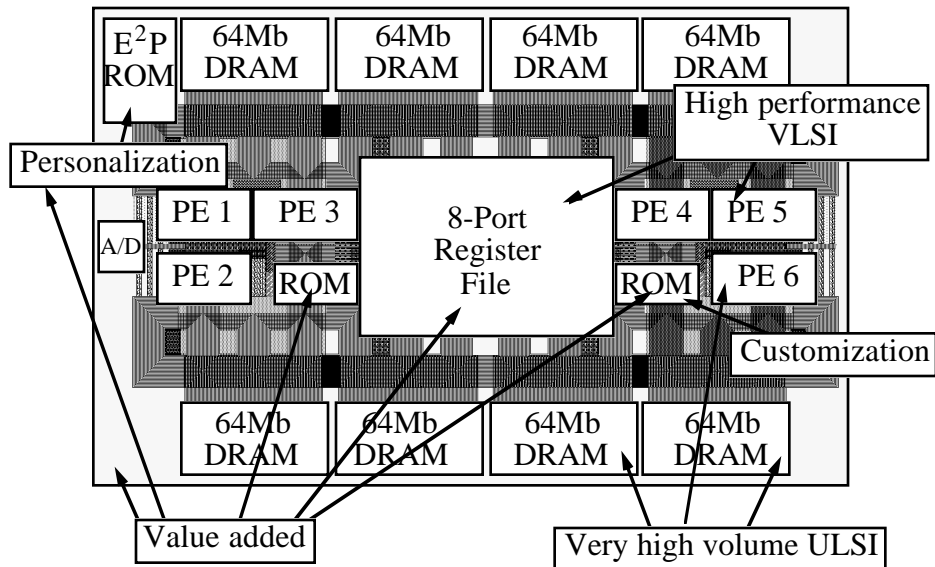 E²P
ROM
64Mb
DRAM
64Mb
DRAM
64Mb
DRAM
64Mb
DRAM
High performance
VLSI
Personalization
PE 1
PE 3
8-Port
Register
File
PE 4
PE 5
A/D
PE 2
ROM
ROM
PE 6
Customization
64Mb
DRAM
64Mb
DRAM
64Mb
DRAM
64Mb
DRAM
Value added
Very high volume ULSI